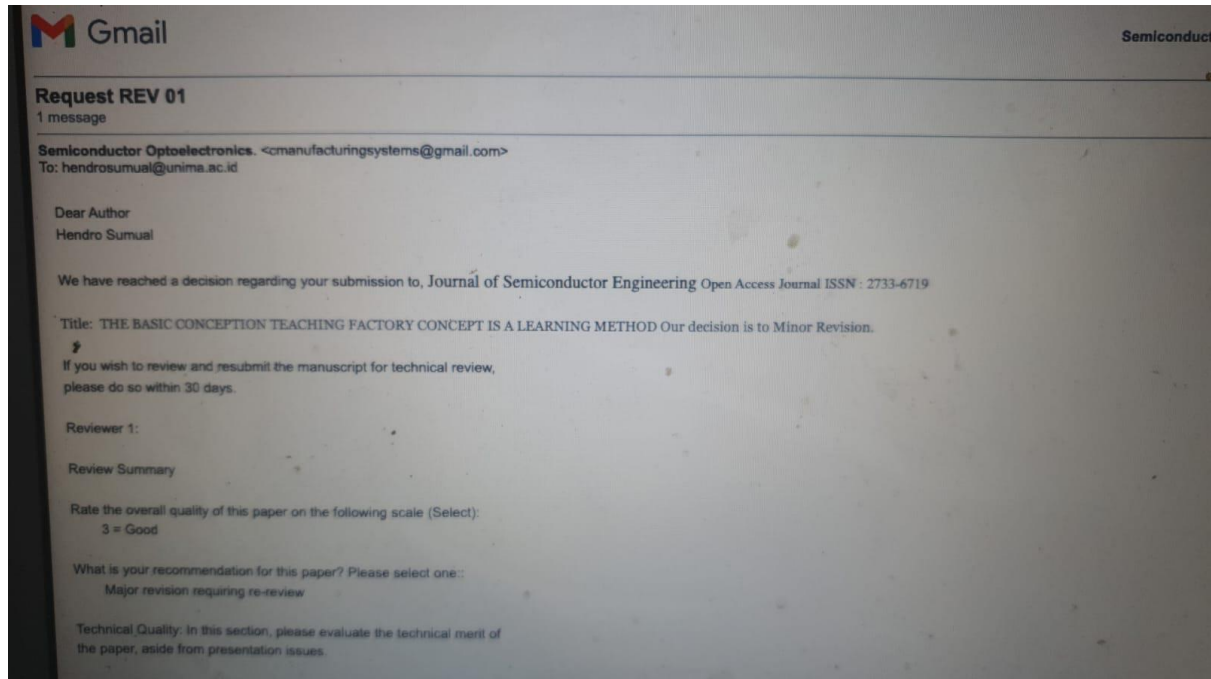 Gmail
Semiconduct
Request REV 01
1 message
Semiconductor Optoelectronics. <cmanufacturingsystems@gmail.com>
To: hendrosumual@unima.ac.id
Dear Author
Hendro Sumual
We have reached a decision regarding your submission to, Journal of Semiconductor Engineering Open Access Journal ISSN : 2733-6719
Title: THE BASIC CONCEPTION TEACHING FACTORY CONCEPT IS A LEARNING METHOD Our decision is to Minor Revision.
If you wish to review and resubmit the manuscript for technical review,
please do so within 30 days.
Reviewer 1:
Review Summary
Rate the overall quality of this paper on the following scale (Select):
3 = Good
What is your recommendation for this paper? Please select one::
Major revision requiring re-review
Technical Quality: In this section, please evaluate the technical merit of
the paper, aside from presentation issues.